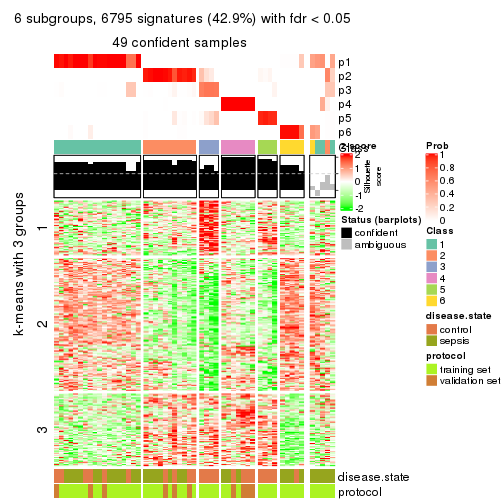 6 subgroups, 6795 signatures (42.9%) with fdr < 0.05
49 confident samples
p1
p2
p3
p4
p5
p6
Class
z-score
2
1
0
-1
-2
Silhouette
score
k-means with 3 groups
1
2
3
Status (barplots)
confident
ambiguous
Prob
1
0.8
0.6
0.4
0.2
0
Class
1
2
3
4
5
6
disease.state
control
sepsis
protocol
training set
validation set
disease.state
protocol